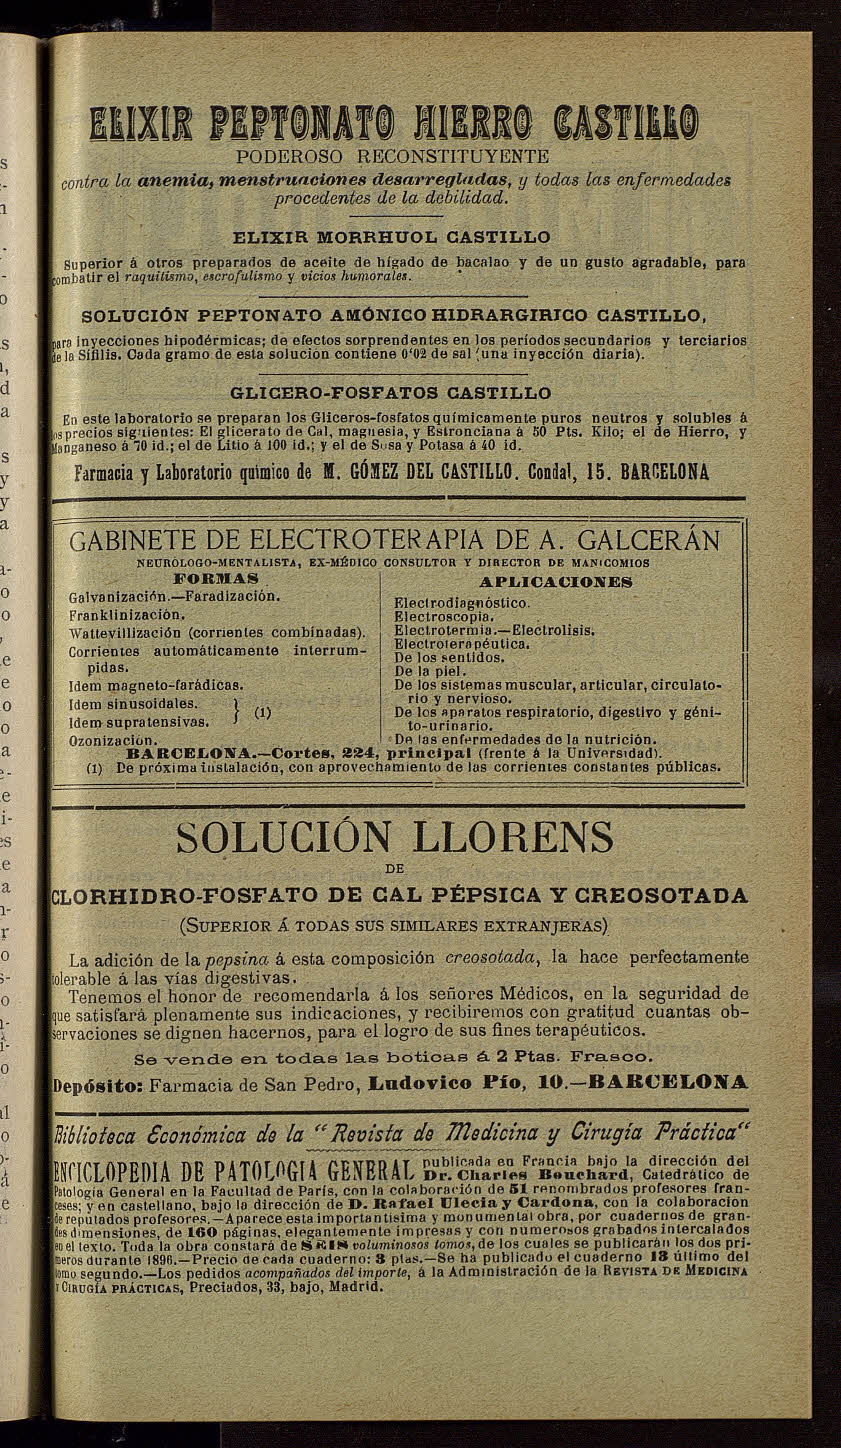 ELIXIR PEPTONATO HIERRO CASTILLO
PODEROSO RECONSTITUYENTE
contra la anemia, menstruaciones desarregladas, y todas las enfermedades
procedentes de la debilidad.
ELIXIR MORRHUOL CASTILLO
Superior á otros preparados de aceite de hígado de bacalao y de un gusto agradable, para
combatir el raquitismo, escrofulismo y vicios humorales.
SOLUCIÓN PEPTONATO AMÓNICO HIDRARGIRICO CASTILLO,
para inyecciones hipodérmicas; de efectos sorprendentes en los períodos secundarios y terciarios
de la Sífilis. Cada gramo de esta solución contiene 0'02 de sal (una inyección diaria).
GLICERO-FOSFATOS CASTILLO
En este laboratorio se preparan los Gliceros-fosfatos químicamente puros neutros y solubles á
los precios siguientes: El glicerato de Cal, magnesia, y Estronciana á 50 Pts. Kilo; el de Hierro, y
Manganeso á 70 id.; el de Litio á 100 id.; y el de Sosa y Potasa á 40 id.
Farmacia y Laboratorio químico de M. GÓMEZ DEL CASTILLO. Condal, 15. BARCELONA
GABINETE DE ELECTROTERAPIA DE A. GALCERÁN
NEURÓLOGO-MENTALISTA, EX-MÉDICO CONSULTOR Y DIRECTOR DE MANICOMIOS
FORMAS
Galvanización.—Faradización.
Franklinización.
Wattevillización (corrientes combinadas).
Corrientes automáticamente interrum-
pidas.
Idem magneto-farádicas.
Idem sinusoidales.
Idem supratensivas. } (1)
Ozonización.
APLICACIONES
Electrodiagnóstico.
Electroscopia.
Electrotermia.—Electrolisis.
Electroterapéutica.
De los sentidos.
De la piel.
De los sistemas muscular, articular, circulato-
rio y nervioso.
De los aparatos respiratorio, digestivo y géni-
to-urinario.
De las enfermedades de la nutrición.
BARCELONA.—Cortes, 224, principal (frente á la Universidad).
(1) De próxima instalación, con aprovechamiento de las corrientes constantes públicas.
SOLUCIÓN LLORENS
DE
CLORHIDRO-FOSFATO DE CAL PÉPSICA Y CREOSOTADA
(SUPERIOR Á TODAS SUS SIMILARES EXTRANJERAS)
La adición de la pepsina á esta composición creosotada, la hace perfectamente
tolerable á las vías digestivas.
Tenemos el honor de recomendarla á los señores Médicos, en la seguridad de
que satisfará plenamente sus indicaciones, y recibiremos con gratitud cuantas ob-
servaciones se dignen hacernos, para el logro de sus fines terapéuticos.
Se vende en todas las boticas á 2 Ptas. Frasco.
Depósito: Farmacia de San Pedro, Ludovico Pío, 10.—BARCELONA
Biblioteca Económica de la "Revista de Medicina y Cirugía Práctica"
ENCICLOPEDIA DE PATOLOGIA GENERAL publicada en Francia bajo la dirección del
Dr. Charles Bouchard, Catedrático de
Patología General en la Facultad de París, con la colaboración de 51 renombrados profesores fran-
ceses; y en castellano, bajo la dirección de D. Rafael Ulecia y Cardona, con la colaboracion
de reputados profesores.—Aparece esta importantísima y monumental obra, por cuadernos de gran-
des dimensiones, de 160 páginas, elegantemente impresas y con numerosos grabados intercalados
en el texto. Toda la obra constará de SEIS voluminosos tomos, de los cuales se publicarán los dos pri-
meros durante 1896.—Precio de cada cuaderno: 3 ptas.—Se ha publicado el cuaderno 13 último del
tomo segundo.—Los pedidos acompañados del importe, á la Administración de la REVISTA DE MEDICINA
Y CIRUGÍA PRÁCTICAS, Preciados, 33, bajo, Madrid.